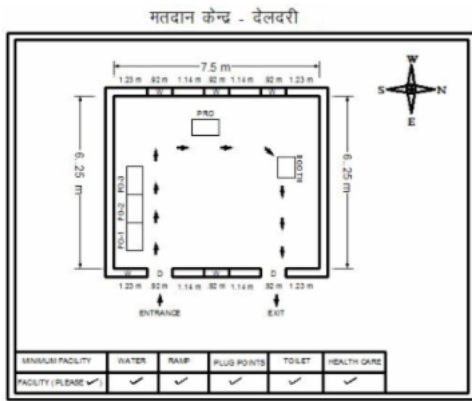 मतदान केन्द्र - देलदरी
7.5 m
1.23 m .92 m 1.14 m .92 m 1.14 m .92 m 1.23 m
W W W
W
S N
E
PRO
6.25 m
6.25 m
BOOTH
PO-3
PO-2
PO-1
W D W D
1.23 m .92 m 1.14 m .92 m 1.14 m .92 m 1.23 m
ENTRANCE EXIT
MINIMUM FACILITY WATER RAMP PLUG POINTS TOILET HEALTH CARE
FACILITY ( PLEASE ✓ ) ✓ ✓ ✓ ✓ ✓